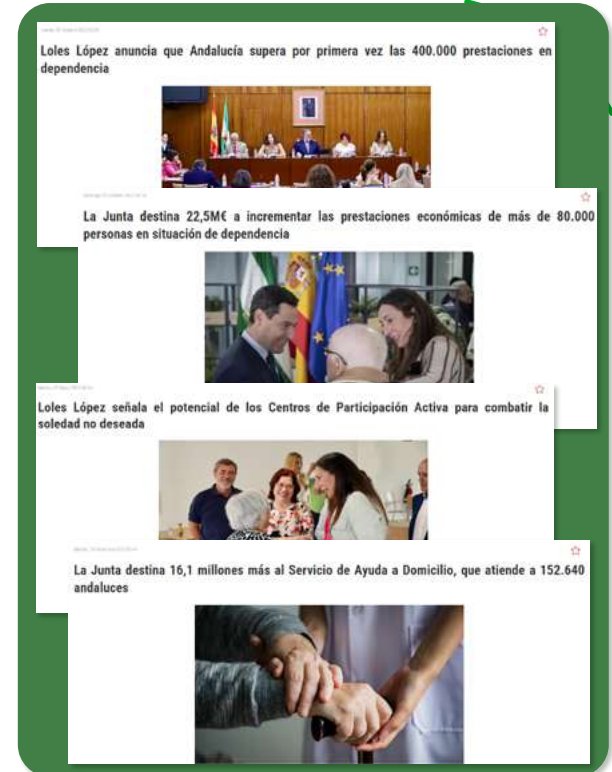 Loles López anuncia que Andalucía supera por primera vez las 400.000 prestaciones en
dependencia
La Junta destina 22,5M€ a incrementar las prestaciones económicas de más de 80.000
personas en situación de dependencia
Loles López señala el potencial de los Centros de Participación Activa para combatir la
soledad no deseada
La Junta destina 16,1 millones más al Servicio de Ayuda a Domicilio, que atiende a 152.640
andaluces